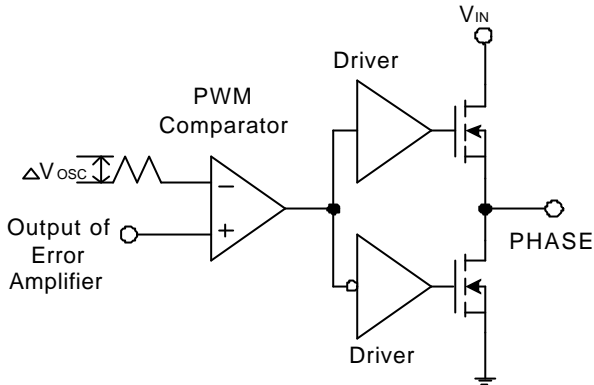 VIN
Driver
PWM
Comparator
ΔVOSC
−
+
Output of
Error
Amplifier
PHASE
Driver